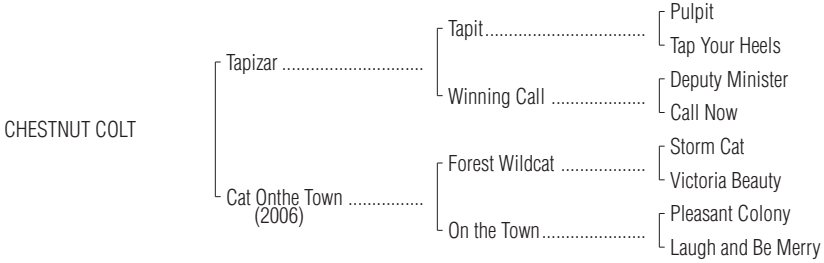 Pulpit
Tapit
Tap Your Heels
Tapizar
Deputy Minister
Winning Call
Call Now
CHESTNUT COLT
Storm Cat
Forest Wildcat
Victoria Beauty
Cat Onthe Town
(2006)
Pleasant Colony
On the Town
Laugh and Be Merry